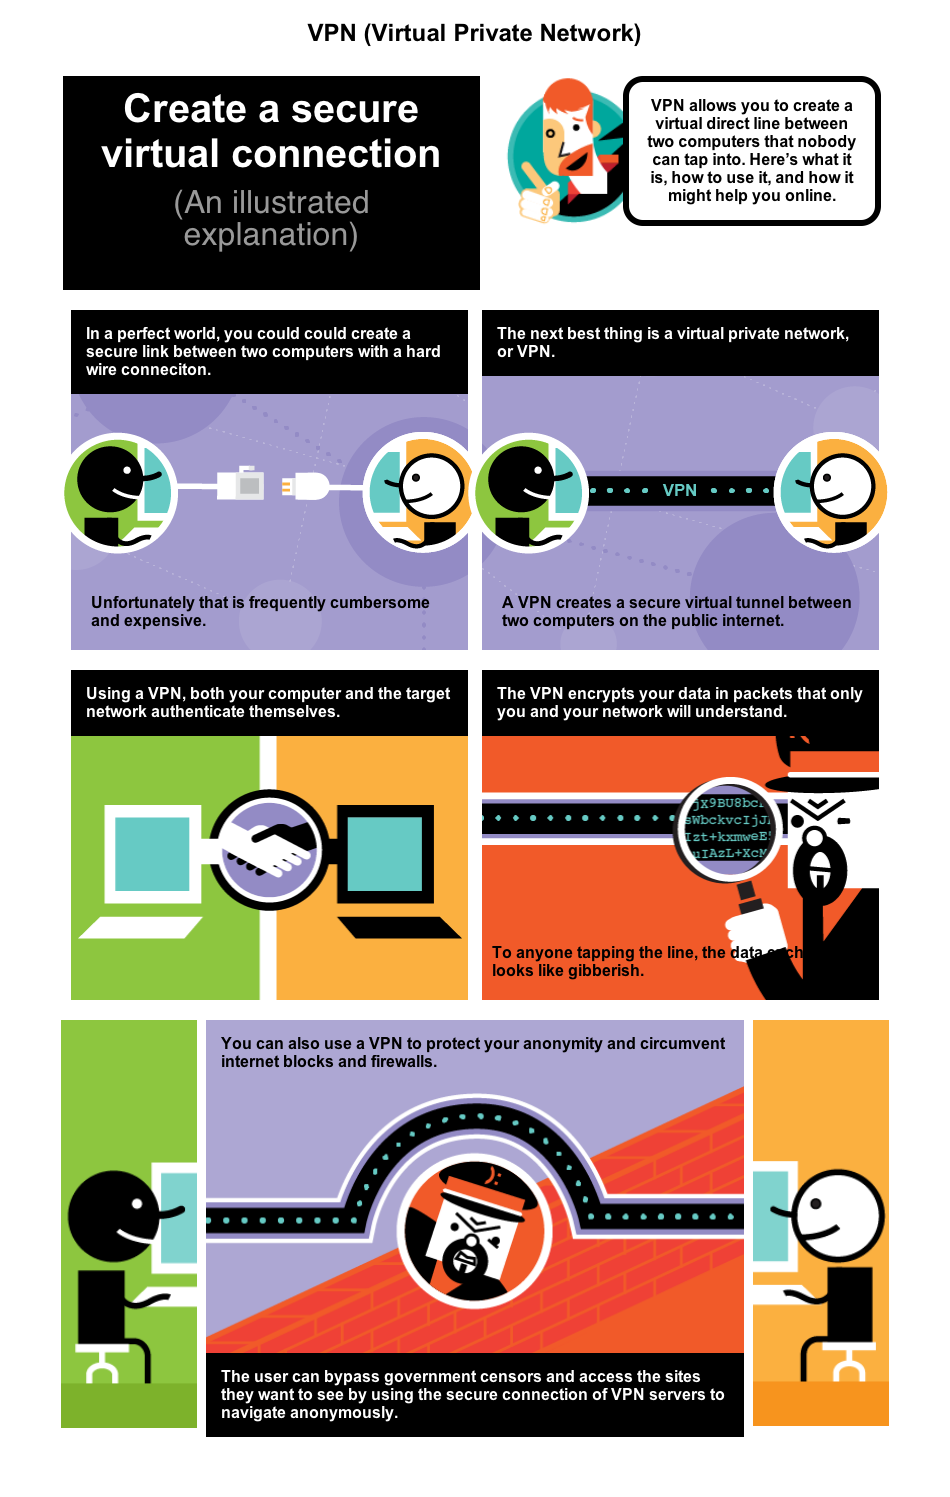 VPN (Virtual Private Network)
Create a secure
virtual connection
(An illustrated
explanation)
VPN allows you to create a
virtual direct line between
two computers that nobody
can tap into. Here's what it
is, how to use it, and how it
might help you online.
In a perfect world, you could could create a
secure link between two computers with a hard
wire conneciton.
Unfortunately that is frequently cumbersome
and expensive.
The next best thing is a virtual private network,
or VPN.
VPN
A VPN creates a secure virtual tunnel between
two computers on the public internet.
Using a VPN, both your computer and the target
network authenticate themselves.
The VPN encrypts your data in packets that only
you and your network will understand.
jX9BU8bc
sWbckvcIjJ
Izt+kxmweE
uIAzL+XcM
To anyone tapping the line, the data
looks like gibberish.
You can also use a VPN to protect your anonymity and circumvent
internet blocks and firewalls.
The user can bypass government censors and access the sites
they want to see by using the secure connection of VPN servers to
navigate anonymously.